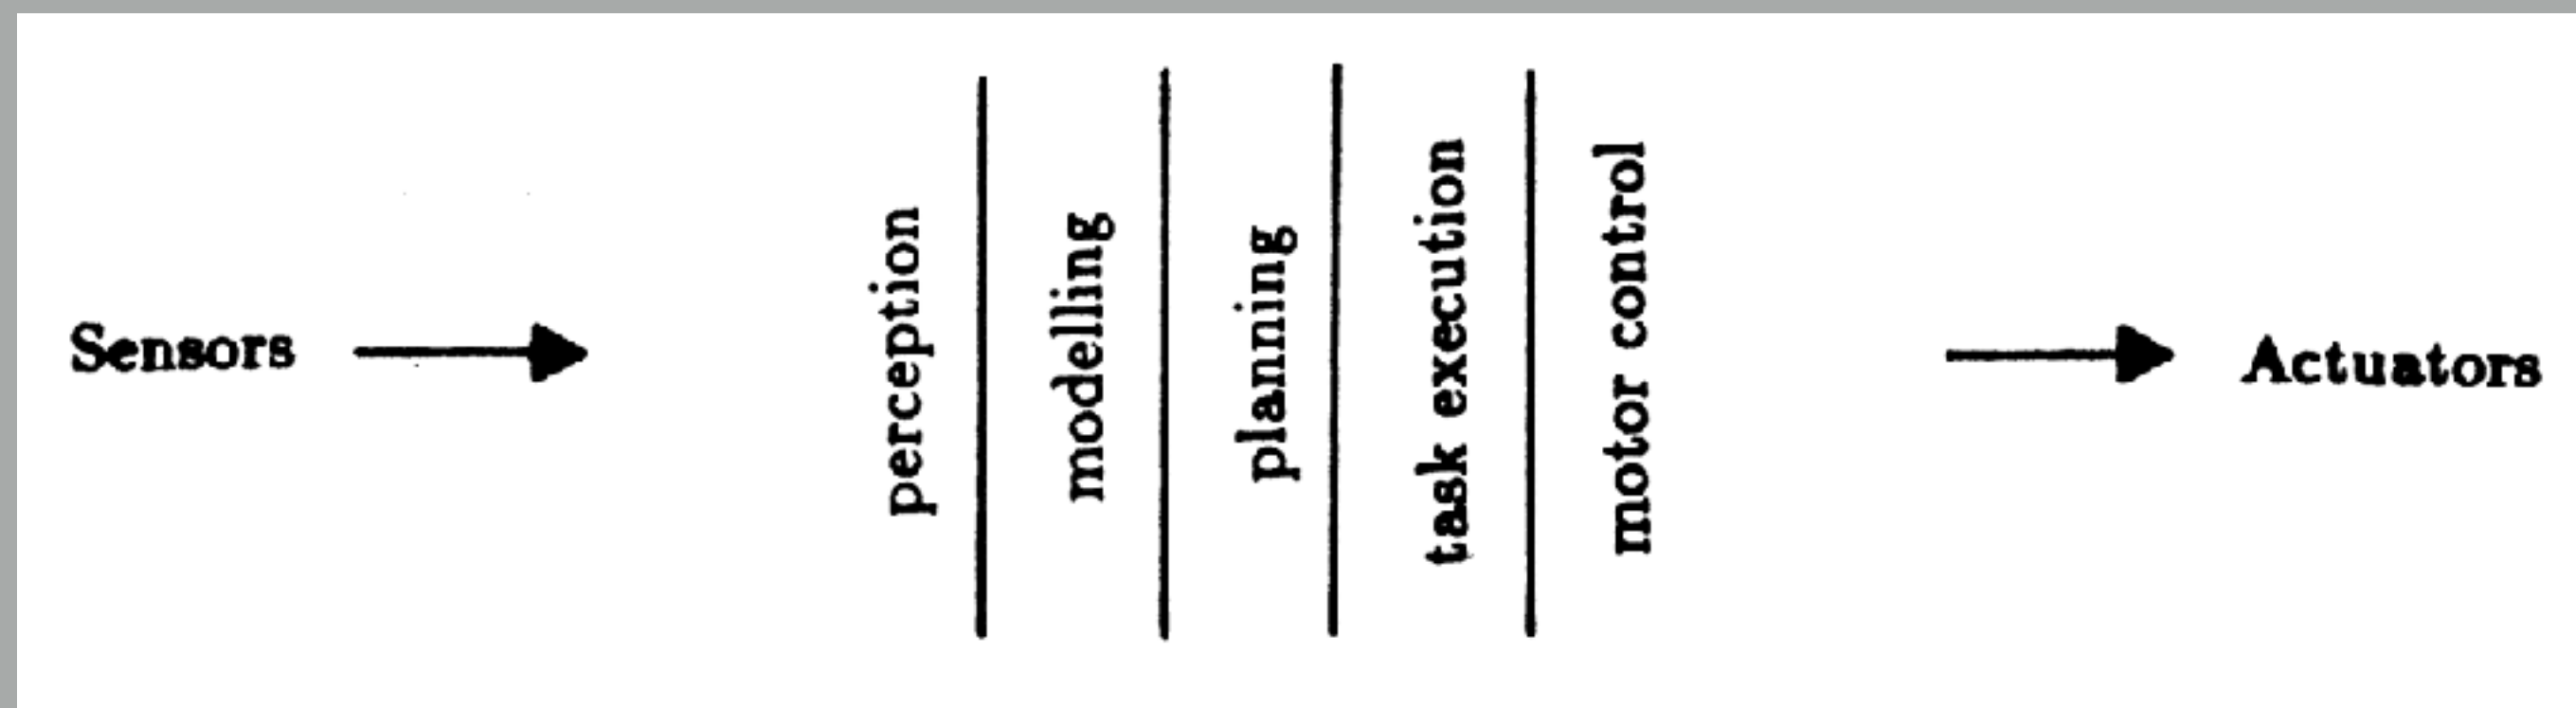 Sensors
perception
modelling
planning
task execution
motor control
Actuators